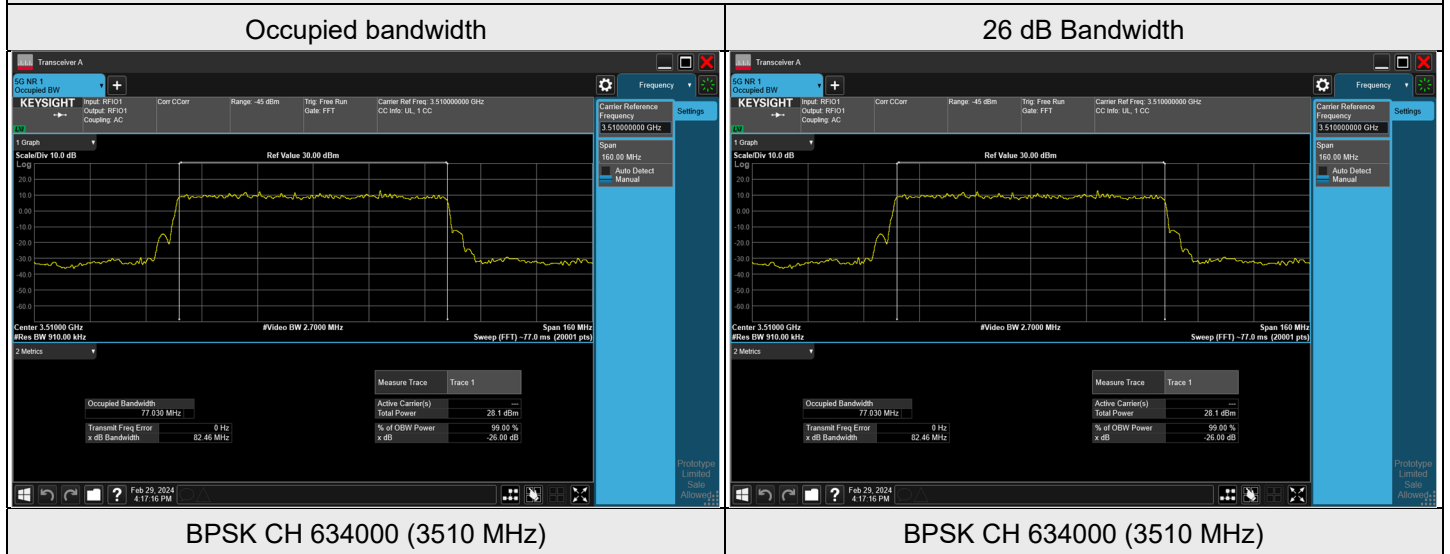 Occupied bandwidth
Transceiver A
5G NR 1
Occupied BW
+
Frequency
KEYSIGHT
Input: RFIO1
Output: RFIO1
Coupling: AC
Corr CCorr
Range: -45 dBm
Trig: Free Run
Gate: FFT
Carrier Ref Freq: 3.510000000 GHz
CC Info: UL, 1 CC
LXI
Carrier Reference
Frequency
3.510000000 GHz
Settings
Span
160.00 MHz
Auto Detect
Manual
1 Graph
Scale/Div 10.0 dB
Ref Value 30.00 dBm
Log
20.0
10.0
0.00
-10.0
-20.0
-30.0
-40.0
-50.0
-60.0
Center 3.51000 GHz
#Video BW 2.7000 MHz
Span 160 MHz
#Res BW 910.00 kHz
Sweep (FFT) ~77.0 ms (20001 pts)
2 Metrics
Measure Trace Trace 1
Occupied Bandwidth
77.030 MHz
Active Carrier(s) ---
Total Power 28.1 dBm
Transmit Freq Error 0 Hz
x dB Bandwidth 82.46 MHz
% of OBW Power 99.00 %
x dB -26.00 dB
Prototype
Limited
Sale
Allowed
?
Feb 29, 2024
4:17:16 PM
BPSK CH 634000 (3510 MHz)
26 dB Bandwidth
Transceiver A
5G NR 1
Occupied BW
+
Frequency
KEYSIGHT
Input: RFIO1
Output: RFIO1
Coupling: AC
Corr CCorr
Range: -45 dBm
Trig: Free Run
Gate: FFT
Carrier Ref Freq: 3.510000000 GHz
CC Info: UL, 1 CC
LXI
Carrier Reference
Frequency
3.510000000 GHz
Settings
Span
160.00 MHz
Auto Detect
Manual
1 Graph
Scale/Div 10.0 dB
Ref Value 30.00 dBm
Log
20.0
10.0
0.00
-10.0
-20.0
-30.0
-40.0
-50.0
-60.0
Center 3.51000 GHz
#Video BW 2.7000 MHz
Span 160 MHz
#Res BW 910.00 kHz
Sweep (FFT) ~77.0 ms (20001 pts)
2 Metrics
Measure Trace Trace 1
Occupied Bandwidth
77.030 MHz
Active Carrier(s) ---
Total Power 28.1 dBm
Transmit Freq Error 0 Hz
x dB Bandwidth 82.46 MHz
% of OBW Power 99.00 %
x dB -26.00 dB
Prototype
Limited
Sale
Allowed
?
Feb 29, 2024
4:17:16 PM
BPSK CH 634000 (3510 MHz)